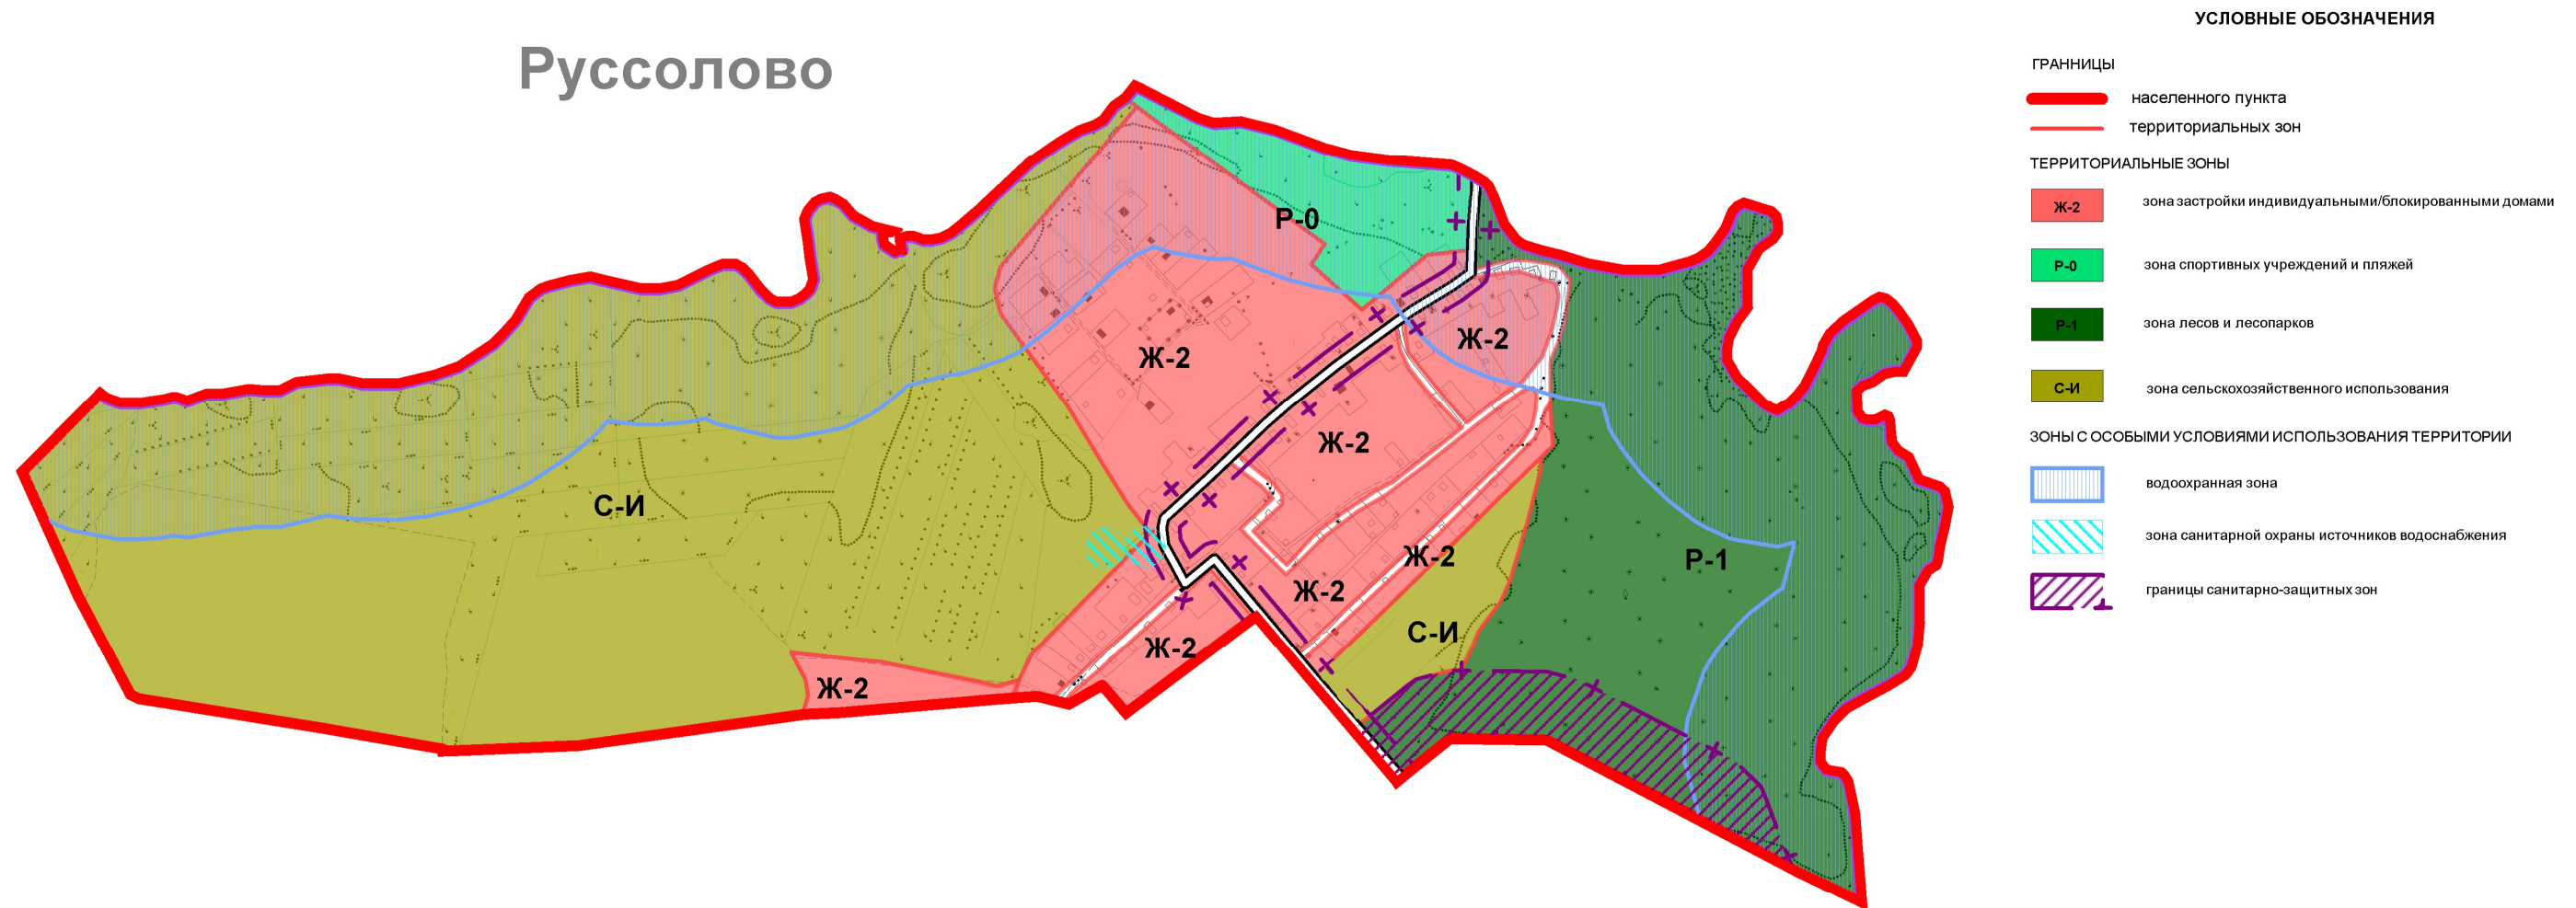 Руссолово
Р-0
Ж-2
Ж-2
Ж-2
С-И
Ж-2
Р-1
Ж-2
С-И
Ж-2
Ж-2
УСЛОВНЫЕ ОБОЗНАЧЕНИЯ
ГРАННИЦЫ
населенного пункта
территориальных зон
ТЕРРИТОРИАЛЬНЫЕ ЗОНЫ
Ж-2 зона застройки индивидуальными/блокированными домами
Р-0 зона спортивных учреждений и пляжей
Р-1 зона лесов и лесопарков
С-И зона сельскохозяйственного использования
ЗОНЫ С ОСОБЫМИ УСЛОВИЯМИ ИСПОЛЬЗОВАНИЯ ТЕРРИТОРИИ
водоохранная зона
зона санитарной охраны источников водоснабжения
границы санитарно-защитных зон